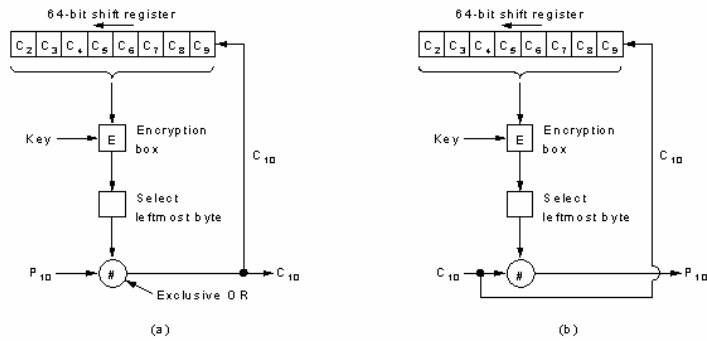 64-bit shift register
C2 C3 C4 C5 C6 C7 C8 C9
Key
E
Encryption
box
C10
Select
leftmost byte
P10
#
C10
Exclusive OR
(a)
64-bit shift register
C2 C3 C4 C5 C6 C7 C8 C9
Key
E
Encryption
box
C10
Select
leftmost byte
C10
#
P10
(b)